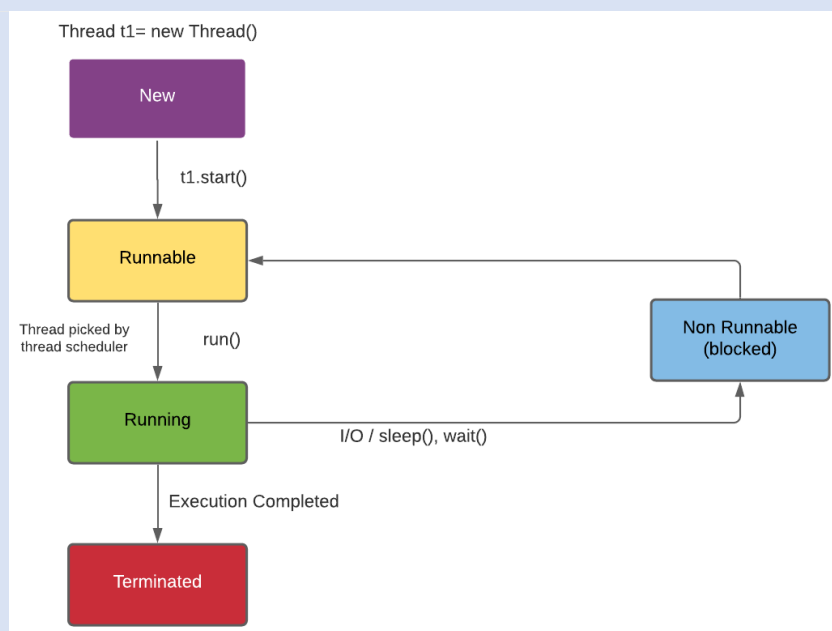 Thread t1= new Thread()
New
t1.start()
Runnable
Thread picked by
thread scheduler
run()
Non Runnable
(blocked)
Running
I/O / sleep(), wait()
Execution Completed
Terminated